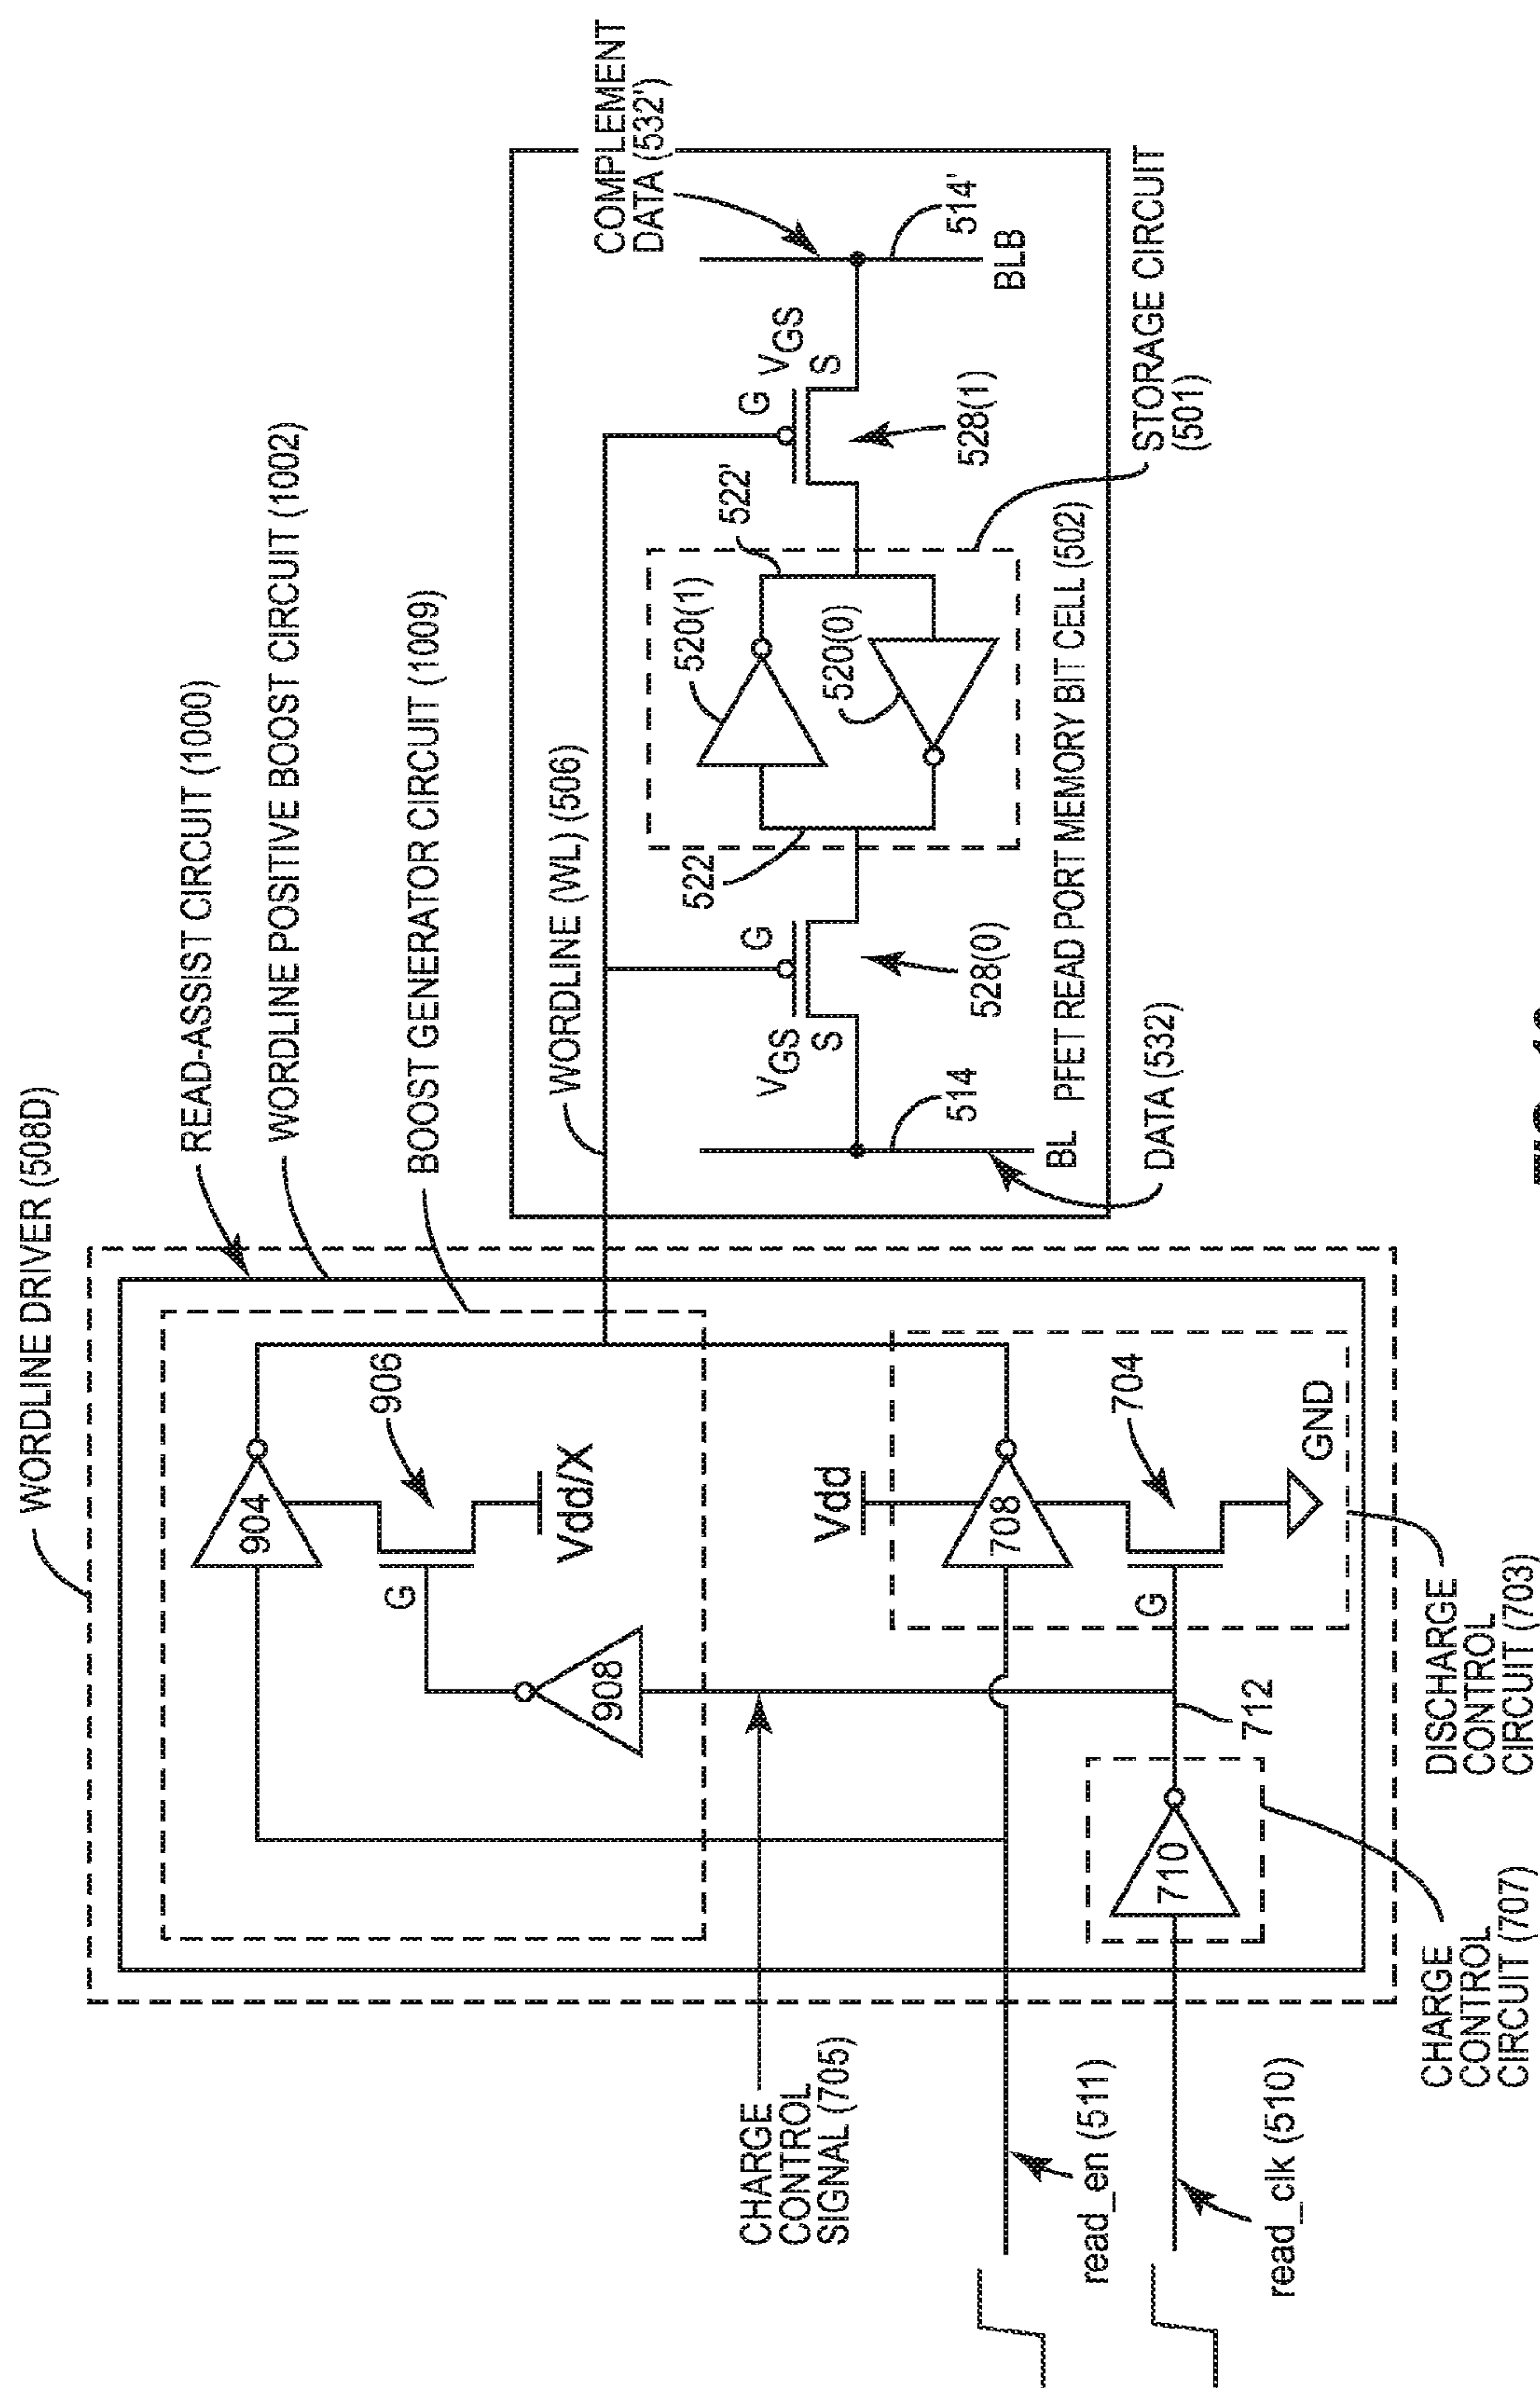 WORDLINE DRIVER (508D)
READ-ASSIST CIRCUIT (1000)
WORDLINE POSITIVE BOOST CIRCUIT (1002)
BOOST GENERATOR CIRCUIT (1009)
WORDLINE (WL) (506)
904
906
G
Vdd/X
908
CHARGE
CONTROL
SIGNAL (705)
Vdd
708
704
G
GND
712
710
read_en (511)
read_clk (510)
CHARGE
CONTROL
CIRCUIT (707)
DISCHARGE
CONTROL
CIRCUIT (703)
COMPLEMENT
DATA (532')
VGS
G
S
528(0)
522
520(1)
520(0)
522'
G
VGS
S
528(1)
514
BL
514'
BLB
PFET READ PORT MEMORY BIT CELL (502)
DATA (532)
STORAGE CIRCUIT
(501)